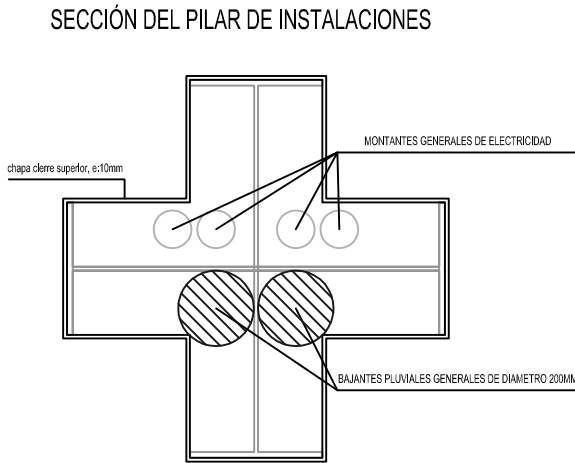 SECCIÓN DEL PILAR DE INSTALACIONES
MONTANTES GENERALES DE ELECTRICIDAD
chapa cierre superior, e:10mm
BAJANTES PLUVIALES GENERALES DE DIAMETRO 200MM